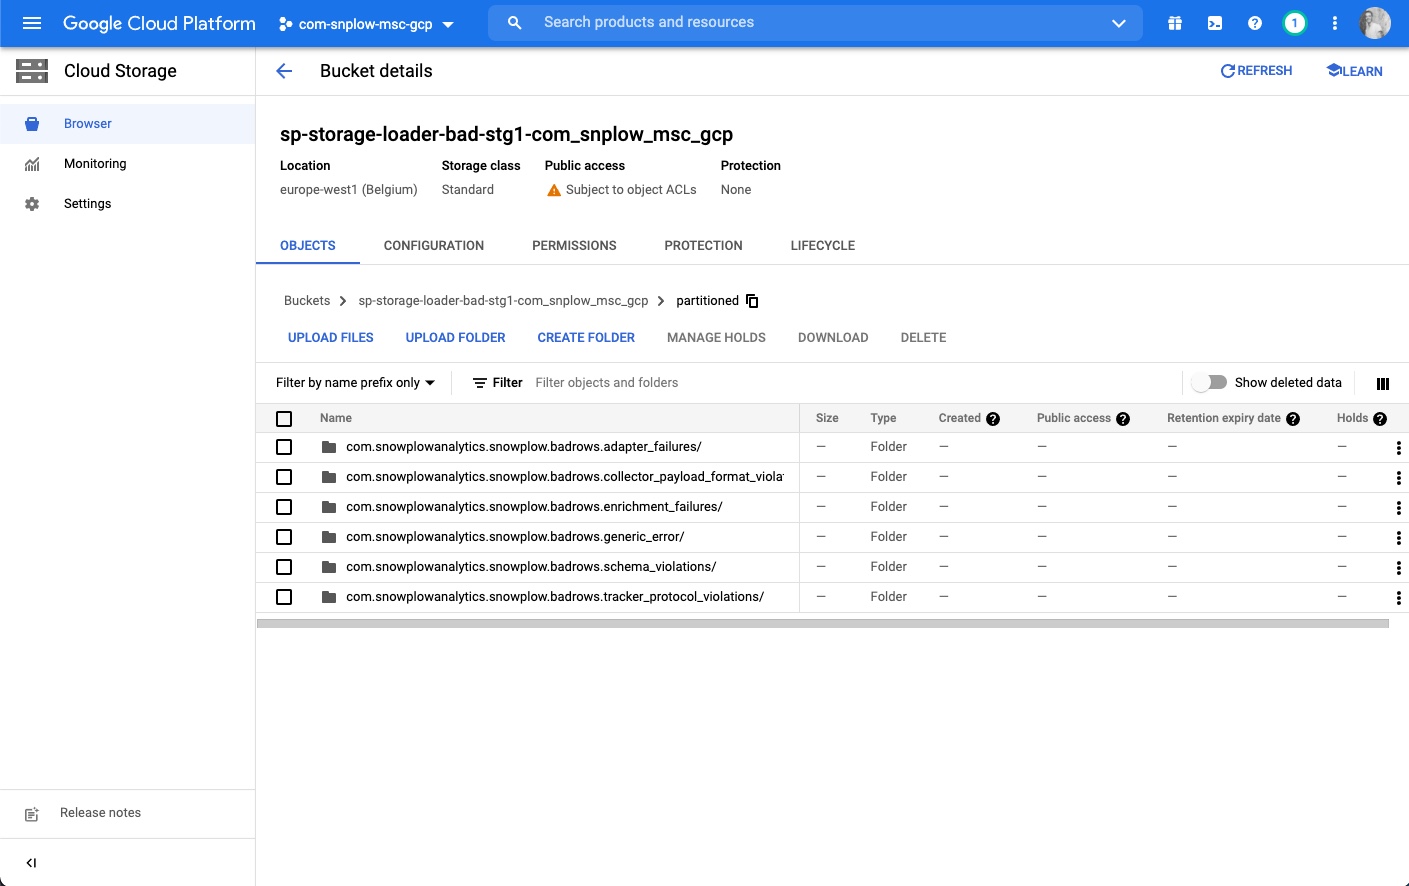 Google Cloud Platform
com-snplow-msc-gcp
Search products and resources
1
Cloud Storage
Bucket details
REFRESH
LEARN
Browser
Monitoring
Settings
sp-storage-loader-bad-stg1-com_snplow_msc_gcp
Location Storage class Public access Protection
europe-west1 (Belgium) Standard Subject to object ACLs None
OBJECTS CONFIGURATION PERMISSIONS PROTECTION LIFECYCLE
Buckets > sp-storage-loader-bad-stg1-com_snplow_msc_gcp > partitioned
UPLOAD FILES UPLOAD FOLDER CREATE FOLDER MANAGE HOLDS DOWNLOAD DELETE
Filter by name prefix only Filter Filter objects and folders Show deleted data
Name Size Type Created ? Public access ? Retention expiry date ? Holds ?
com.snowplowanalytics.snowplow.badrows.adapter_failures/ — Folder — — — —
com.snowplowanalytics.snowplow.badrows.collector_payload_format_viola — Folder — — — —
com.snowplowanalytics.snowplow.badrows.enrichment_failures/ — Folder — — — —
com.snowplowanalytics.snowplow.badrows.generic_error/ — Folder — — — —
com.snowplowanalytics.snowplow.badrows.schema_violations/ — Folder — — — —
com.snowplowanalytics.snowplow.badrows.tracker_protocol_violations/ — Folder — — — —
Release notes